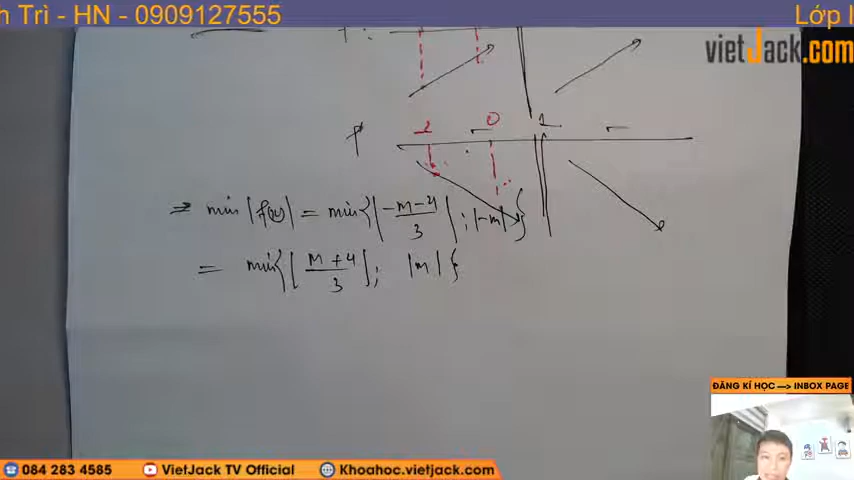 h Trì - HN - 0909127555
Lớp l
vietJack.com
-2 0 1
⇒ min |f(x)| = min{|(-m-4)/3|; |-m|}
= min{|(m+4)/3|; |m|}
ĐĂNG KÍ HỌC —> INBOX PAGE
084 283 4585 VietJack TV Official Khoahoc.vietjack.com